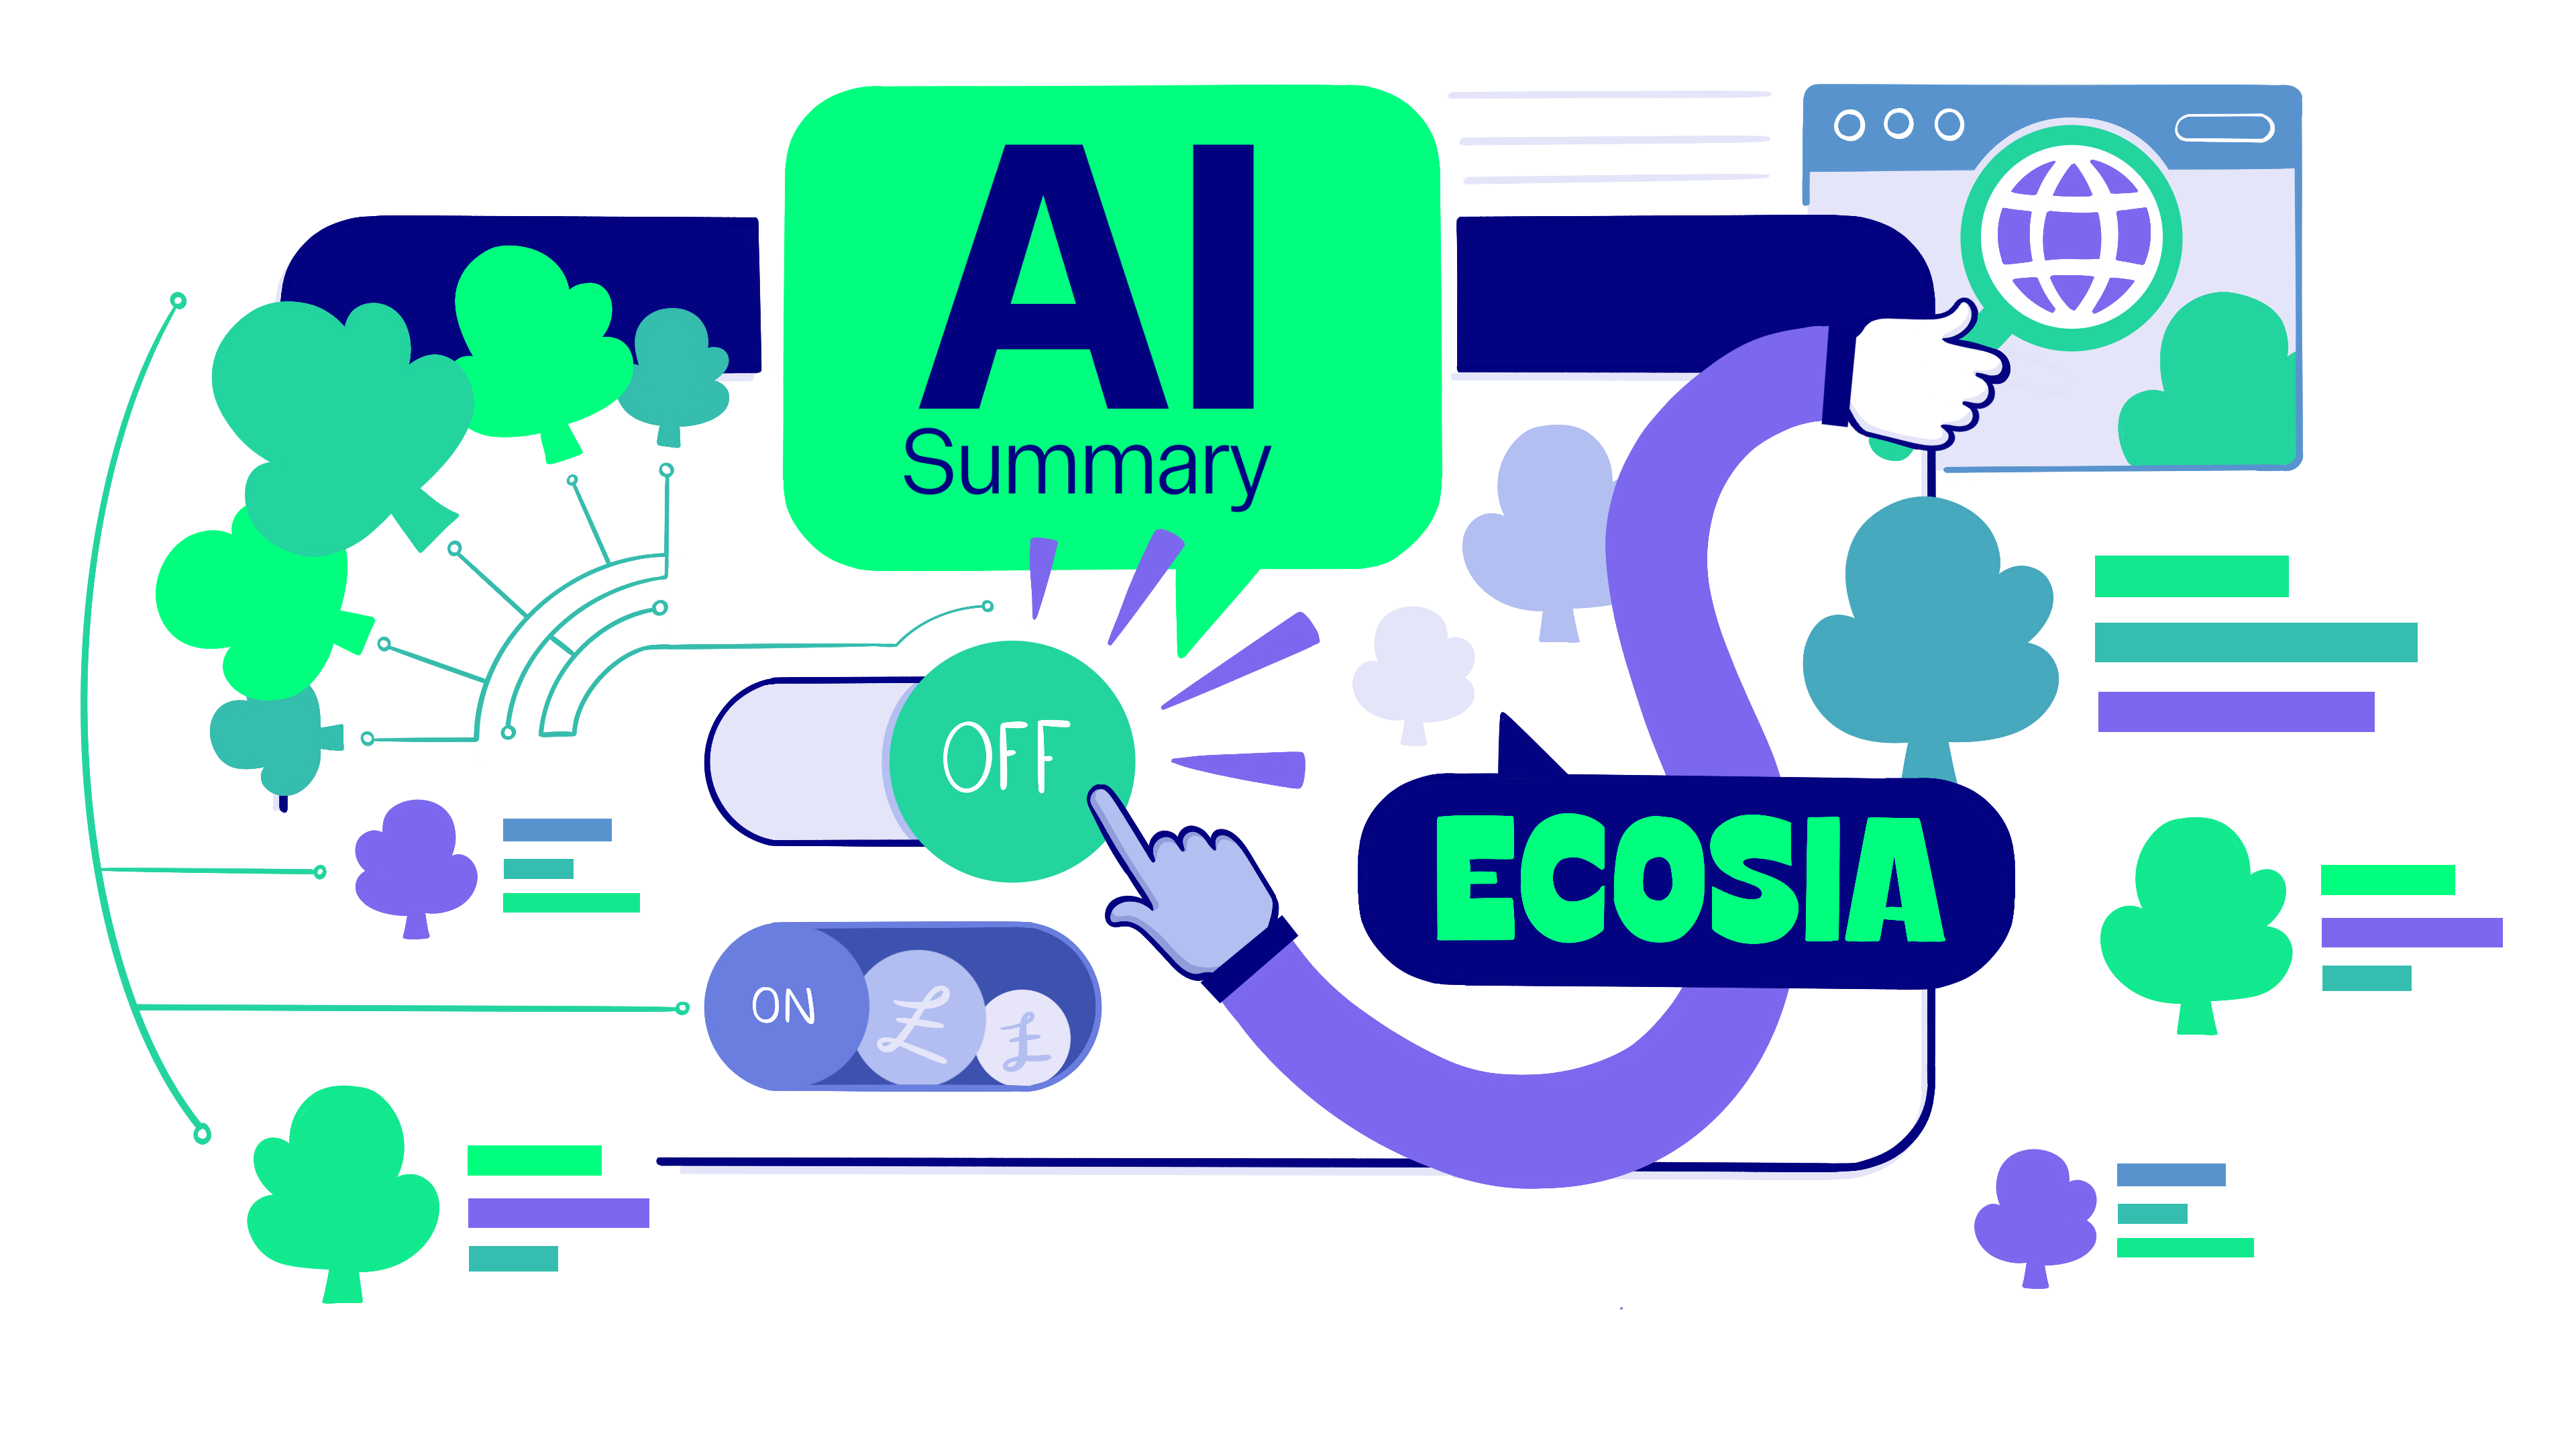 AI
Summary
OFF
ECOSIA
ON
£
£